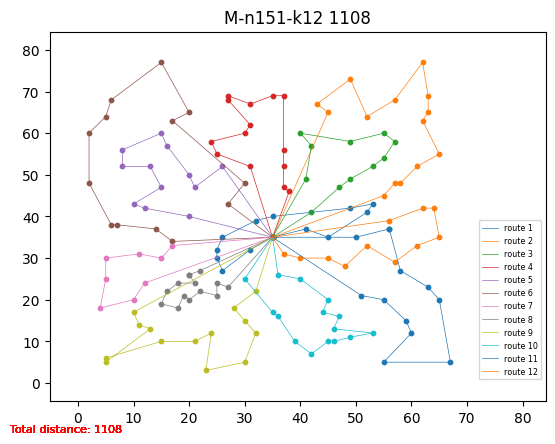 M-n151-k12 1108
80
70
60
50
40
30
20
10
0
route 1
route 2
route 3
route 4
route 5
route 6
route 7
route 8
route 9
route 10
route 11
route 12
0 10 20 30 40 50 60 70 80
Total distance: 1108